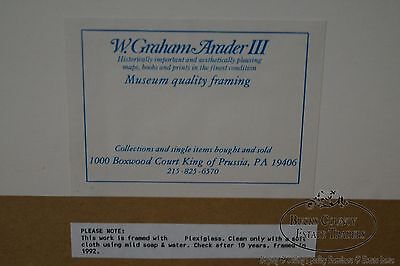 W. Graham Arader III
Historically important and aesthetically pleasing
maps, books and prints in the finest condition
Museum quality framing
Collections and single items bought and sold
1000 Boxwood Court King of Prussia, PA 19406
215-825-6570
PLEASE NOTE:
This work is framed with Plexiglass. Clean only with a soft
cloth using mild soap & water. Check after 10 years, framed in
1992.
BUCKS COUNTY
ESTATE TRADERS